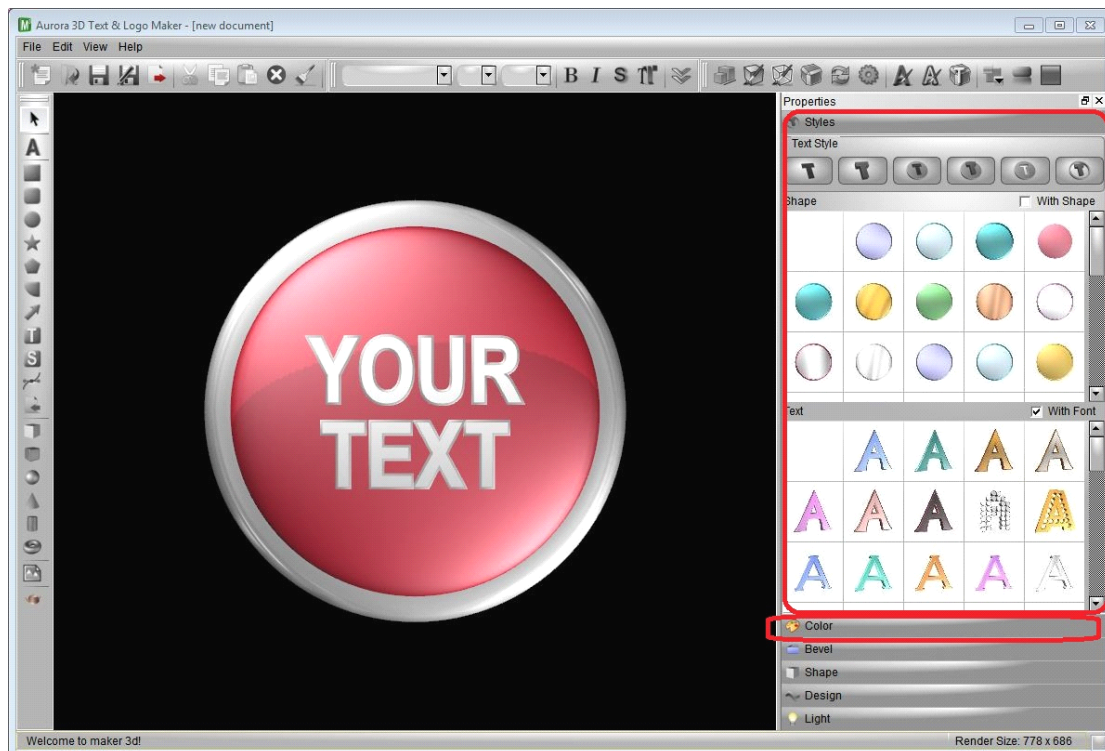 Aurora 3D Text & Logo Maker - [new document]
File Edit View Help
B I S T
Properties
Styles
Text Style
T T T T T T
Shape
With Shape
Text
With Font
A A A A
A A A A A
A A A A A
Color
Bevel
Shape
Design
Light
A
T
S
YOUR
TEXT
Welcome to maker 3d!
Render Size: 778 x 686